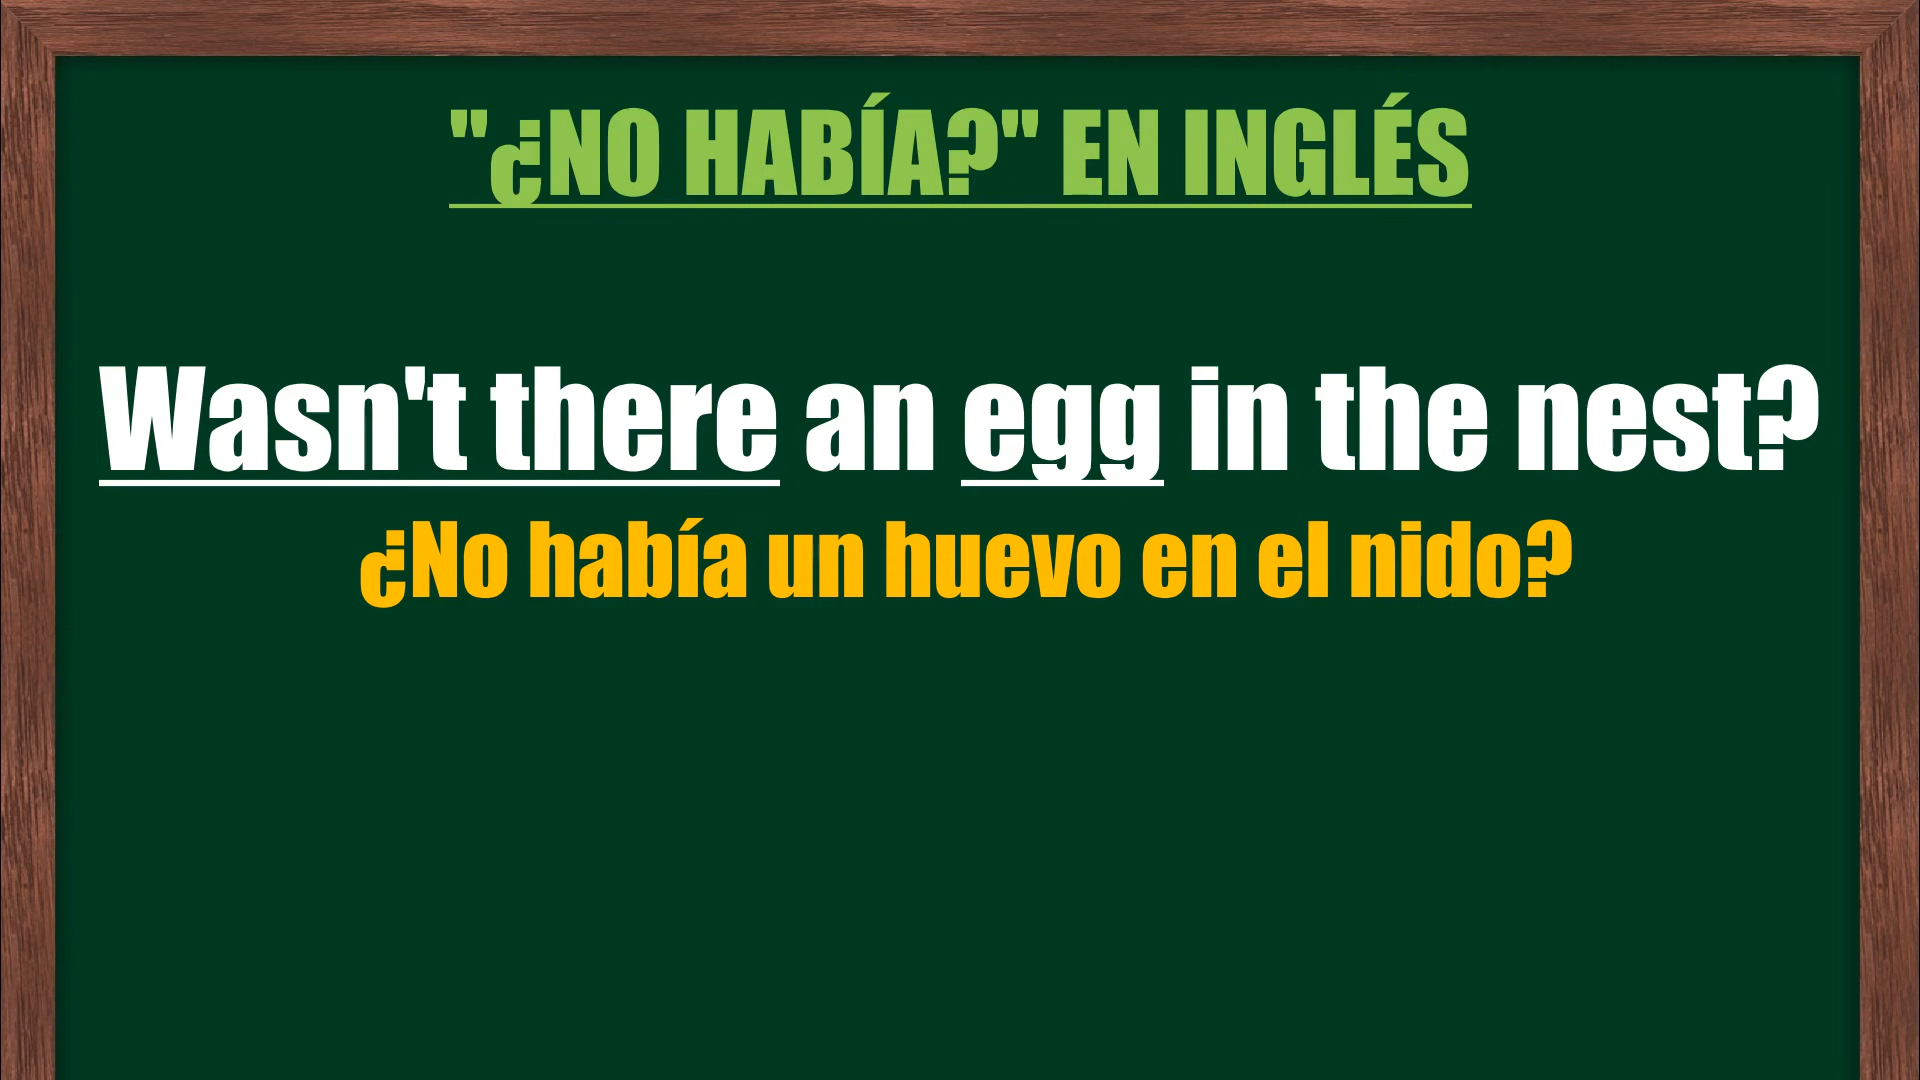 "¿NO HABÍA?" EN INGLÉS
Wasn't there an egg in the nest?
¿No había un huevo en el nido?